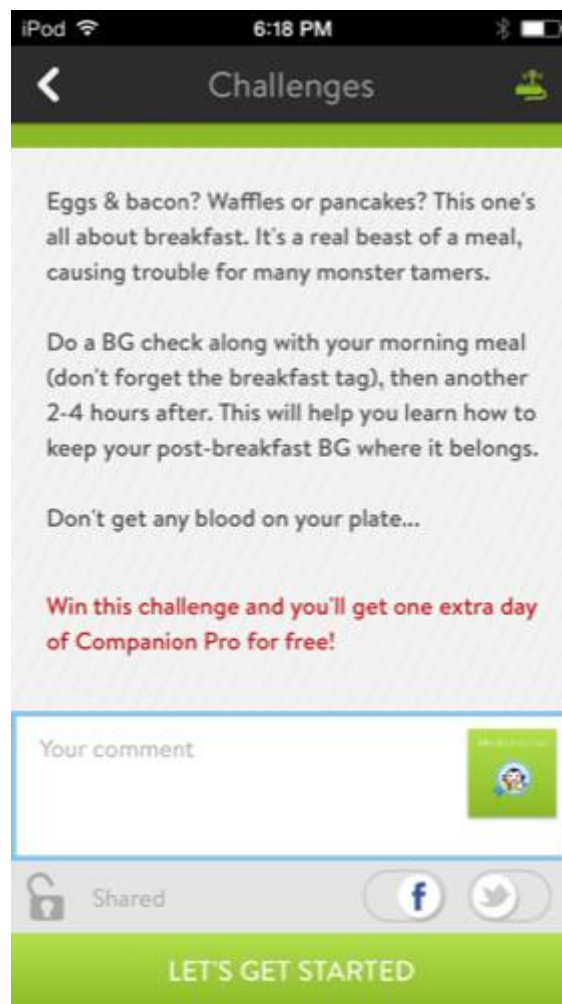 iPod 6:18 PM
Challenges
Eggs & bacon? Waffles or pancakes? This one's
all about breakfast. It's a real beast of a meal,
causing trouble for many monster tamers.
Do a BG check along with your morning meal
(don't forget the breakfast tag), then another
2-4 hours after. This will help you learn how to
keep your post-breakfast BG where it belongs.
Don't get any blood on your plate...
Win this challenge and you'll get one extra day
of Companion Pro for free!
Your comment
Shared
f
LET'S GET STARTED